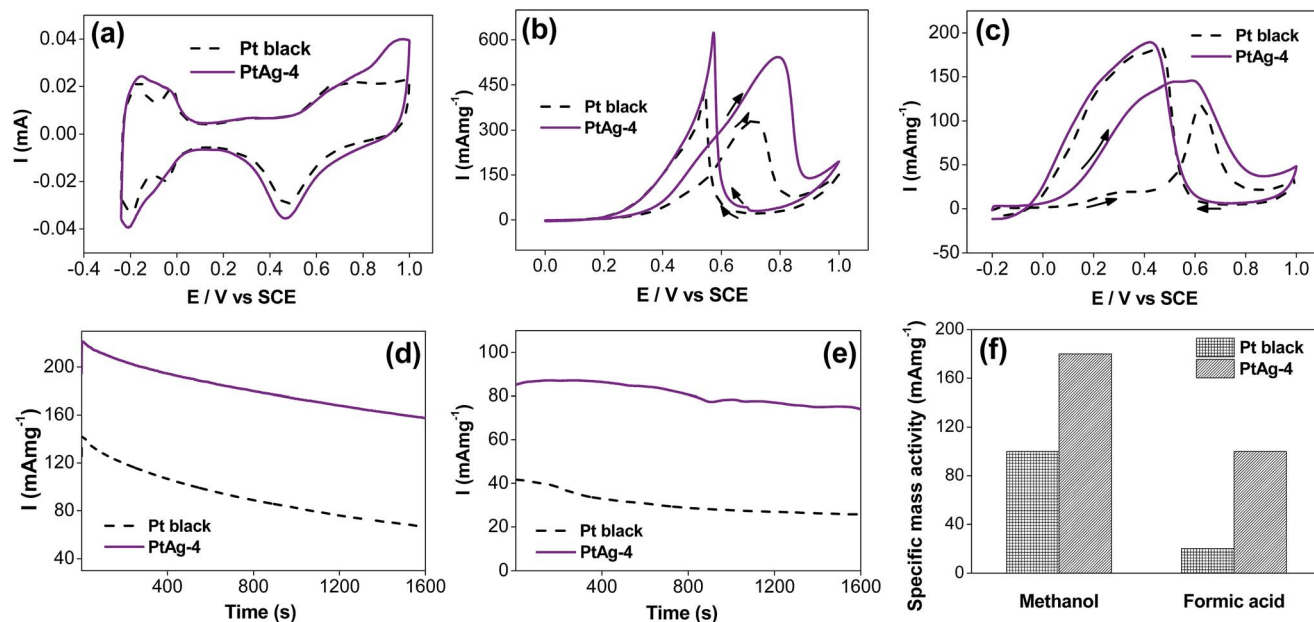 (a)
Pt black
PtAg-4
0.04
0.02
0.00
-0.02
-0.04
I (mA)
-0.4 -0.2 0.0 0.2 0.4 0.6 0.8 1.0
E / V vs SCE
(b)
Pt black
PtAg-4
600
450
300
150
0
I (mAmg⁻¹)
0.0 0.2 0.4 0.6 0.8 1.0
E / V vs SCE
(c)
Pt black
PtAg-4
200
150
100
50
0
-50
I (mAmg⁻¹)
-0.2 0.0 0.2 0.4 0.6 0.8 1.0
E / V vs SCE
(d)
200
160
120
80
40
I (mAmg⁻¹)
Pt black
PtAg-4
400 800 1200 1600
Time (s)
(e)
100
80
60
40
20
0
I (mAmg⁻¹)
Pt black
PtAg-4
400 800 1200 1600
Time (s)
(f)
Pt black
PtAg-4
200
160
120
80
40
0
Specific mass activity (mAmg⁻¹)
Methanol Formic acid